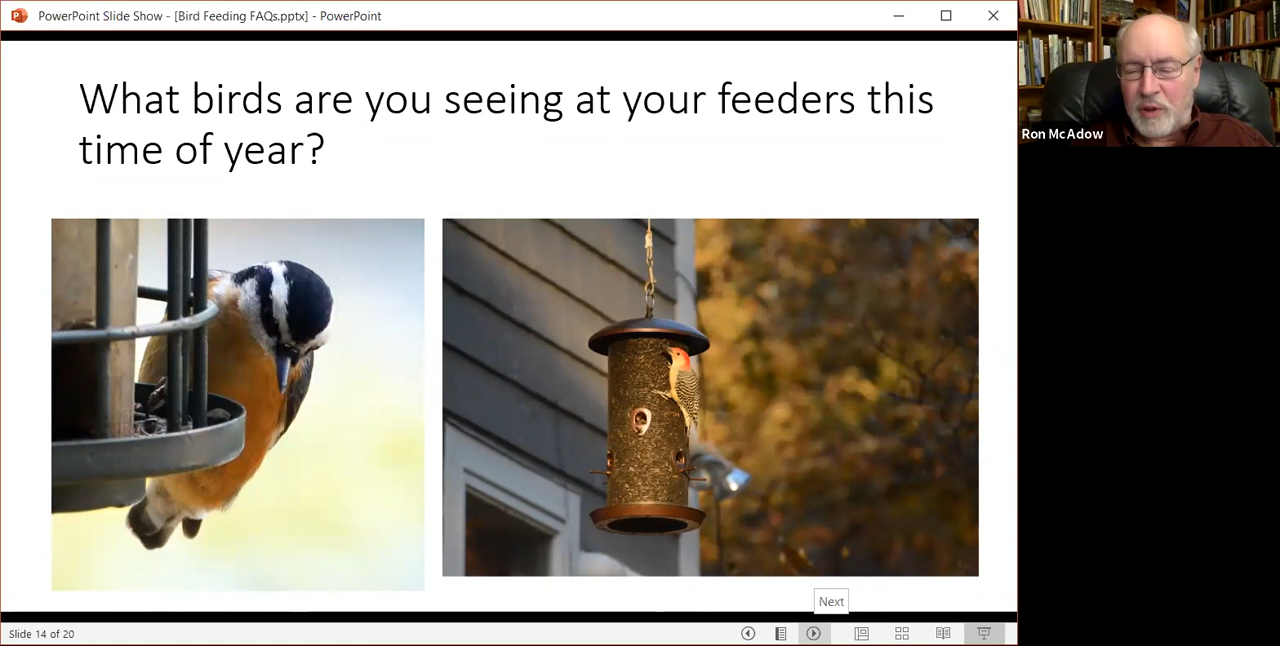 PowerPoint Slide Show - [Bird Feeding FAQs.pptx] - PowerPoint
What birds are you seeing at your feeders this
time of year?
Ron McAdow
Next
Slide 14 of 20